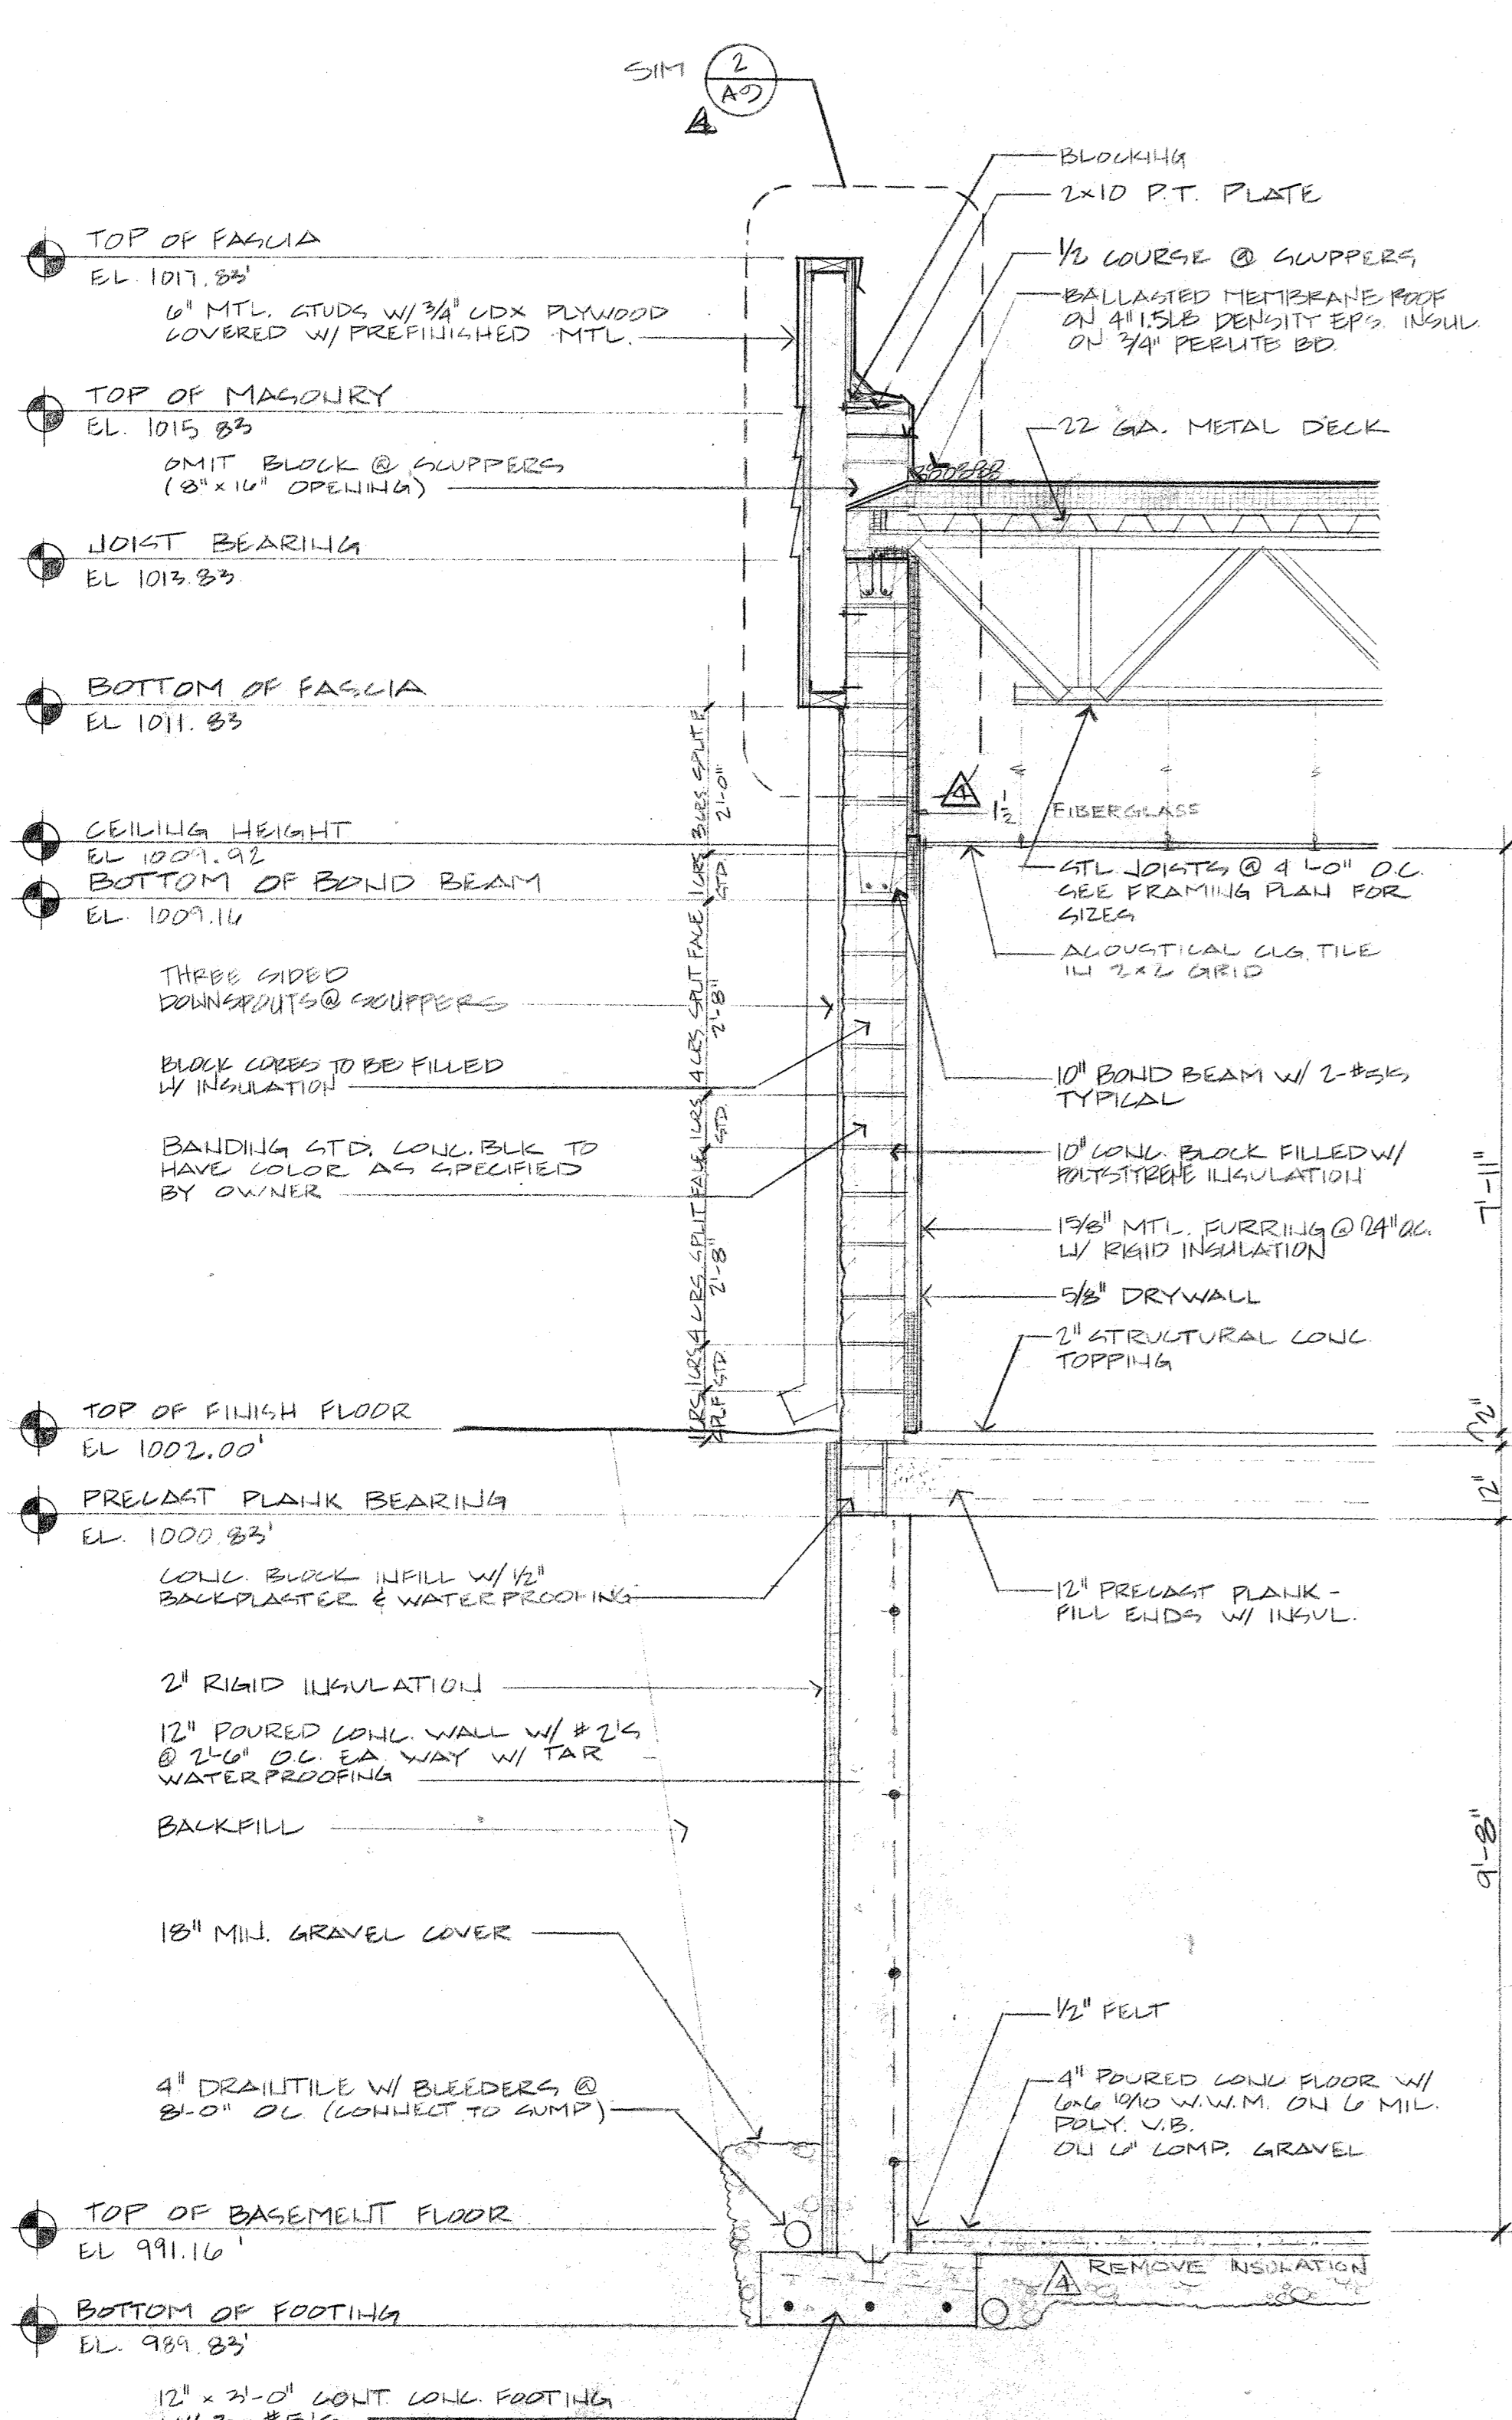 SIM
2
A9
4
BLOCKING
2x10 P.T. PLATE
1/2 COURSE @ SCUPPERS
BALLASTED MEMBRANE ROOF
ON 4" 1.5LB DENSITY EPS. INSUL.
ON 3/4" PERLITE BD.
22 GA. METAL DECK
TOP OF FASCIA
EL. 1017.83'
6" MTL. STUDS W/ 3/4" CDX PLYWOOD
COVERED W/ PREFINISHED MTL.
TOP OF MASONRY
EL. 1015.83
OMIT BLOCK @ SCUPPERS
(8" x 16" OPENING)
JOIST BEARING
EL 1013.83
BOTTOM OF FASCIA
EL 1011.83
CEILING HEIGHT
EL 1009.92
BOTTOM OF BOND BEAM
EL. 1009.16
THREE SIDED
DOWNSPOUTS @ SCUPPERS
BLOCK CORES TO BE FILLED
W/ INSULATION
BANDING STD. CONC. BLK TO
HAVE COLOR AS SPECIFIED
BY OWNER
TOP OF FINISH FLOOR
EL 1002.00'
PRECAST PLANK BEARING
EL. 1000.83'
CONC. BLOCK INFILL W/ 1/2"
BACKPLASTER & WATERPROOFING
2" RIGID INSULATION
12" POURED CONC. WALL W/ #2'S
@ 2'-6" O.C. EA. WAY W/ TAR
WATERPROOFING
BACKFILL
18" MIN. GRAVEL COVER
4" DRAINTILE W/ BLEEDERS @
8'-0" OC. (CONNECT TO SUMP)
TOP OF BASEMENT FLOOR
EL 991.16'
BOTTOM OF FOOTING
EL. 989.83'
12" x 3'-0" CONT. CONC. FOOTING
3 CRS SPLIT F.
2'-0"
1 CRS
STD.
4 CRS. SPLIT FACE
2'-8"
1 CRS
STD.
4 CRS. SPLIT FACE
2'-8"
1 CRS
STD.
1 CRS
SPLF
4
1 1/2 FIBERGLASS
STL. JOISTS @ 4'-0" O.C.
SEE FRAMING PLAN FOR
SIZES
ACOUSTICAL CLG. TILE
IN 2x2 GRID
10" BOND BEAM W/ 2-#5'S
TYPICAL
10" CONC. BLOCK FILLED W/
POLYSTYRENE INSULATION
1 5/8" MTL. FURRING @ 24" O.C.
W/ RIGID INSULATION
5/8" DRYWALL
2" STRUCTURAL CONC.
TOPPING
12" PRECAST PLANK -
FILL ENDS W/ INSUL.
1/2" FELT
4" POURED CONC FLOOR W/
6x6 10/10 W.W.M. ON 6 MIL.
POLY. V.B.
ON 6" COMP. GRAVEL
4 REMOVE INSULATION
7'-11"
2"
12"
9'-8"